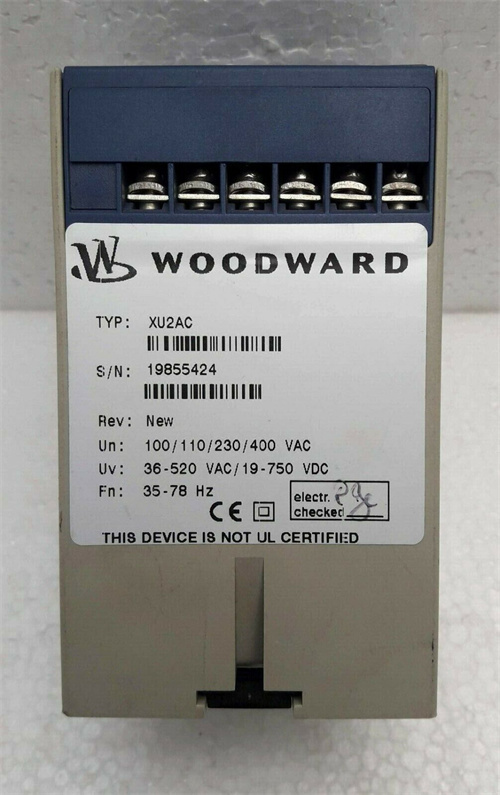 WOODWARD
TYP: XU2AC
S/N: 19855424
Rev: New
Un: 100/110/230/400 VAC
Uv: 36-520 VAC/19-750 VDC
Fn: 35-78 Hz
electr.
checked
CE
THIS DEVICE IS NOT UL CERTIFIED